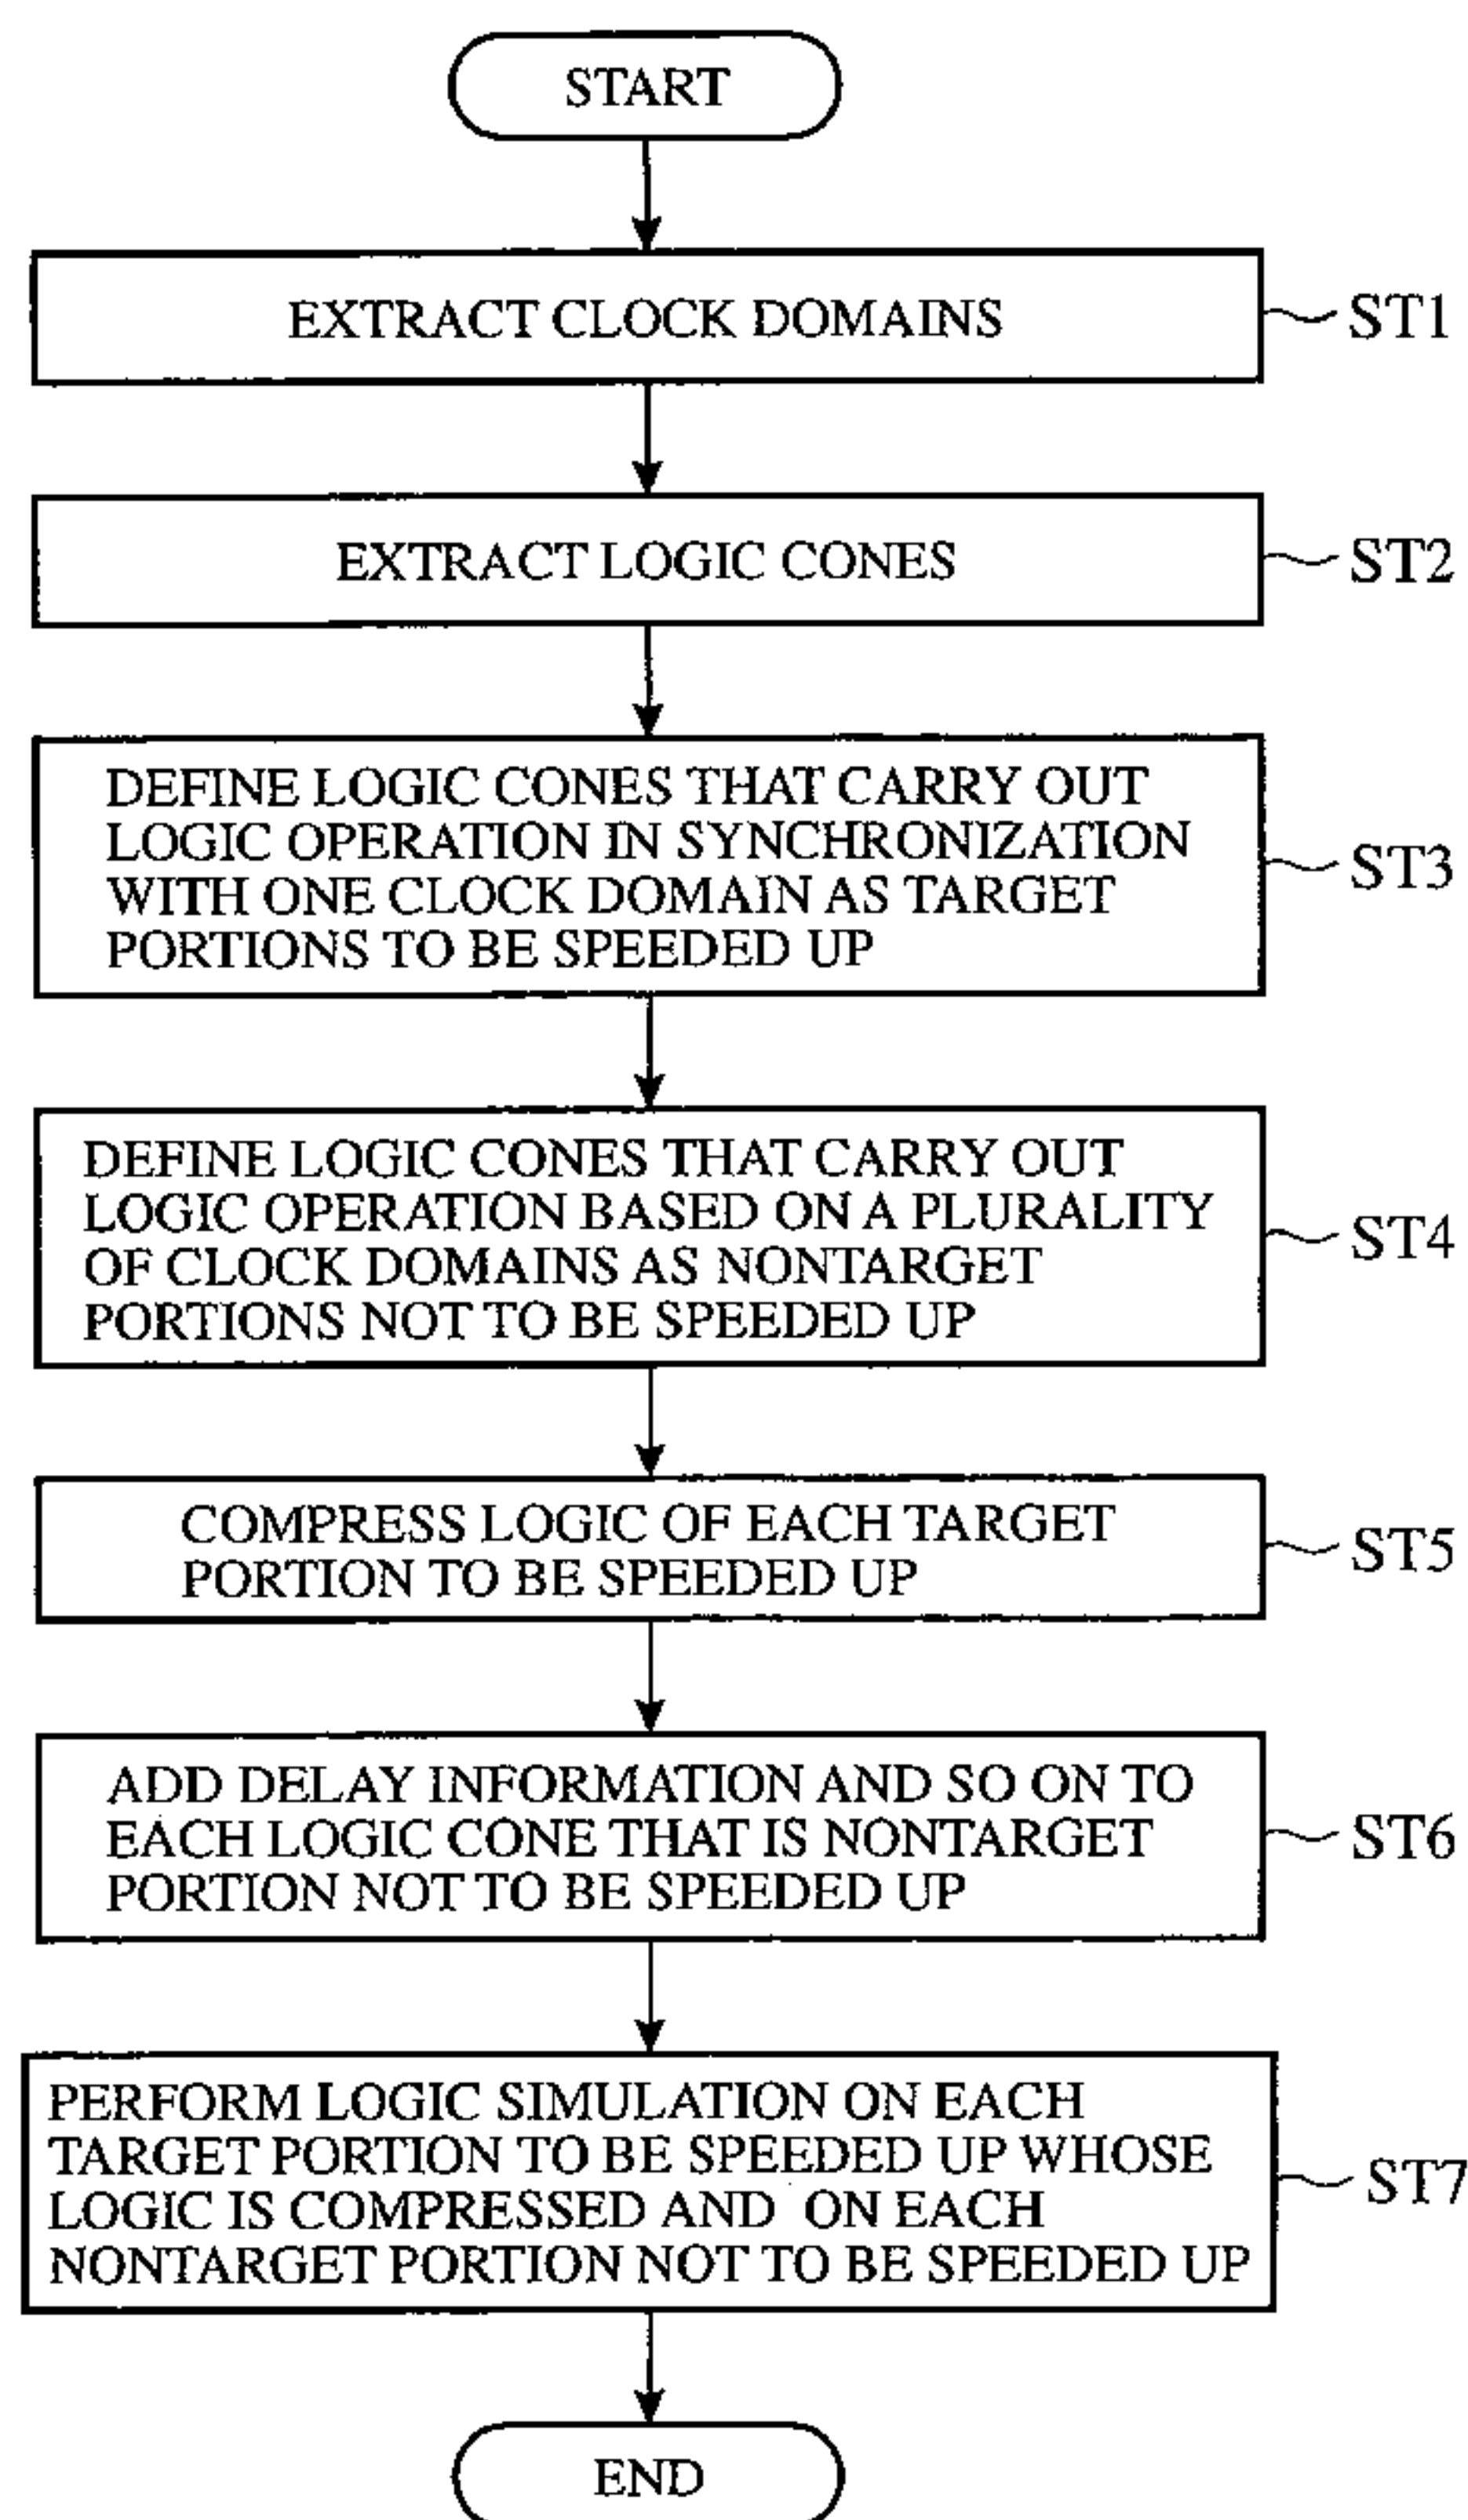 START
EXTRACT CLOCK DOMAINS
ST1
EXTRACT LOGIC CONES
ST2
DEFINE LOGIC CONES THAT CARRY OUT
LOGIC OPERATION IN SYNCHRONIZATION
WITH ONE CLOCK DOMAIN AS TARGET
PORTIONS TO BE SPEEDED UP
ST3
DEFINE LOGIC CONES THAT CARRY OUT
LOGIC OPERATION BASED ON A PLURALITY
OF CLOCK DOMAINS AS NONTARGET
PORTIONS NOT TO BE SPEEDED UP
ST4
COMPRESS LOGIC OF EACH TARGET
PORTION TO BE SPEEDED UP
ST5
ADD DELAY INFORMATION AND SO ON TO
EACH LOGIC CONE THAT IS NONTARGET
PORTION NOT TO BE SPEEDED UP
ST6
PERFORM LOGIC SIMULATION ON EACH
TARGET PORTION TO BE SPEEDED UP WHOSE
LOGIC IS COMPRESSED AND ON EACH
NONTARGET PORTION NOT TO BE SPEEDED UP
ST7
END